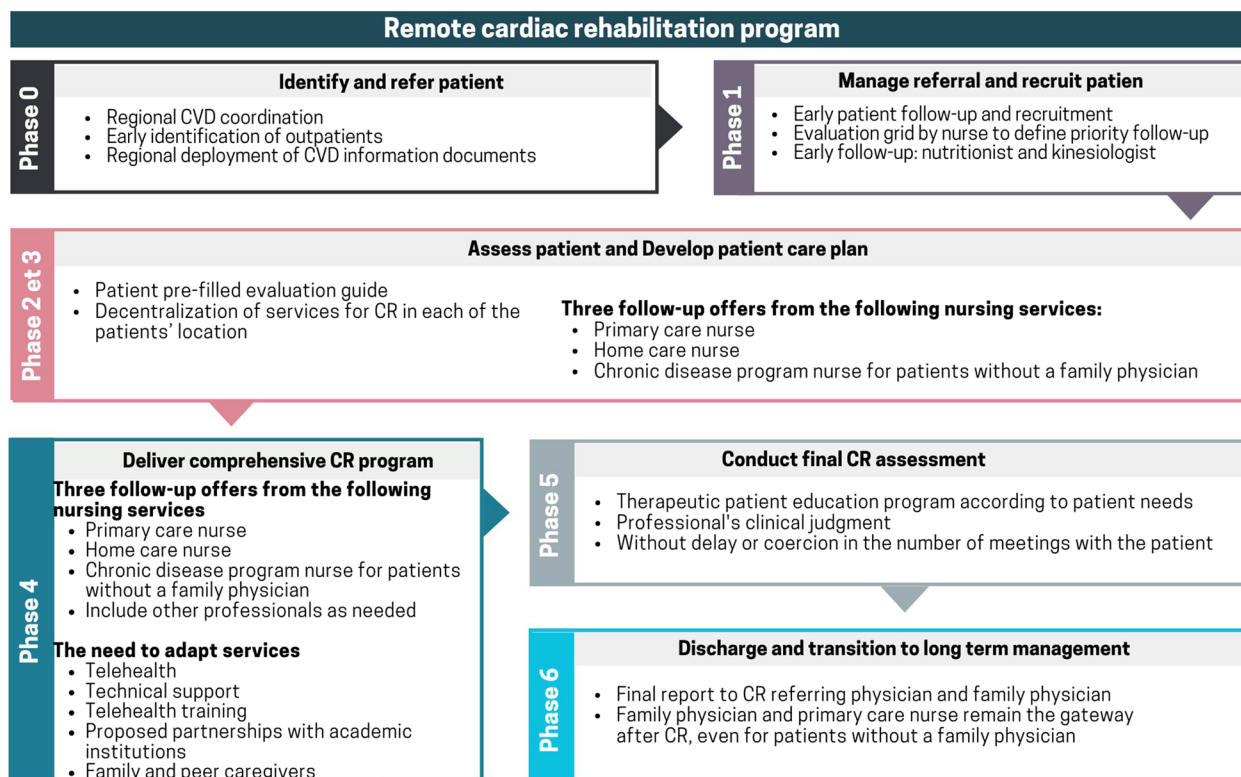 Remote cardiac rehabilitation program
Phase 0
Identify and refer patient
• Regional CVD coordination
• Early identification of outpatients
• Regional deployment of CVD information documents
Phase 1
Manage referral and recruit patien
• Early patient follow-up and recruitment
• Evaluation grid by nurse to define priority follow-up
• Early follow-up: nutritionist and kinesiologist
Phase 2 et 3
Assess patient and Develop patient care plan
• Patient pre-filled evaluation guide
• Decentralization of services for CR in each of the
patients’ location
Three follow-up offers from the following nursing services:
• Primary care nurse
• Home care nurse
• Chronic disease program nurse for patients without a family physician
Phase 4
Deliver comprehensive CR program
Three follow-up offers from the following
nursing services
• Primary care nurse
• Home care nurse
• Chronic disease program nurse for patients
without a family physician
• Include other professionals as needed
The need to adapt services
• Telehealth
• Technical support
• Telehealth training
• Proposed partnerships with academic
institutions
• Family and peer caregivers
Phase 5
Conduct final CR assessment
• Therapeutic patient education program according to patient needs
• Professional's clinical judgment
• Without delay or coercion in the number of meetings with the patient
Phase 6
Discharge and transition to long term management
• Final report to CR referring physician and family physician
• Family physician and primary care nurse remain the gateway
after CR, even for patients without a family physician